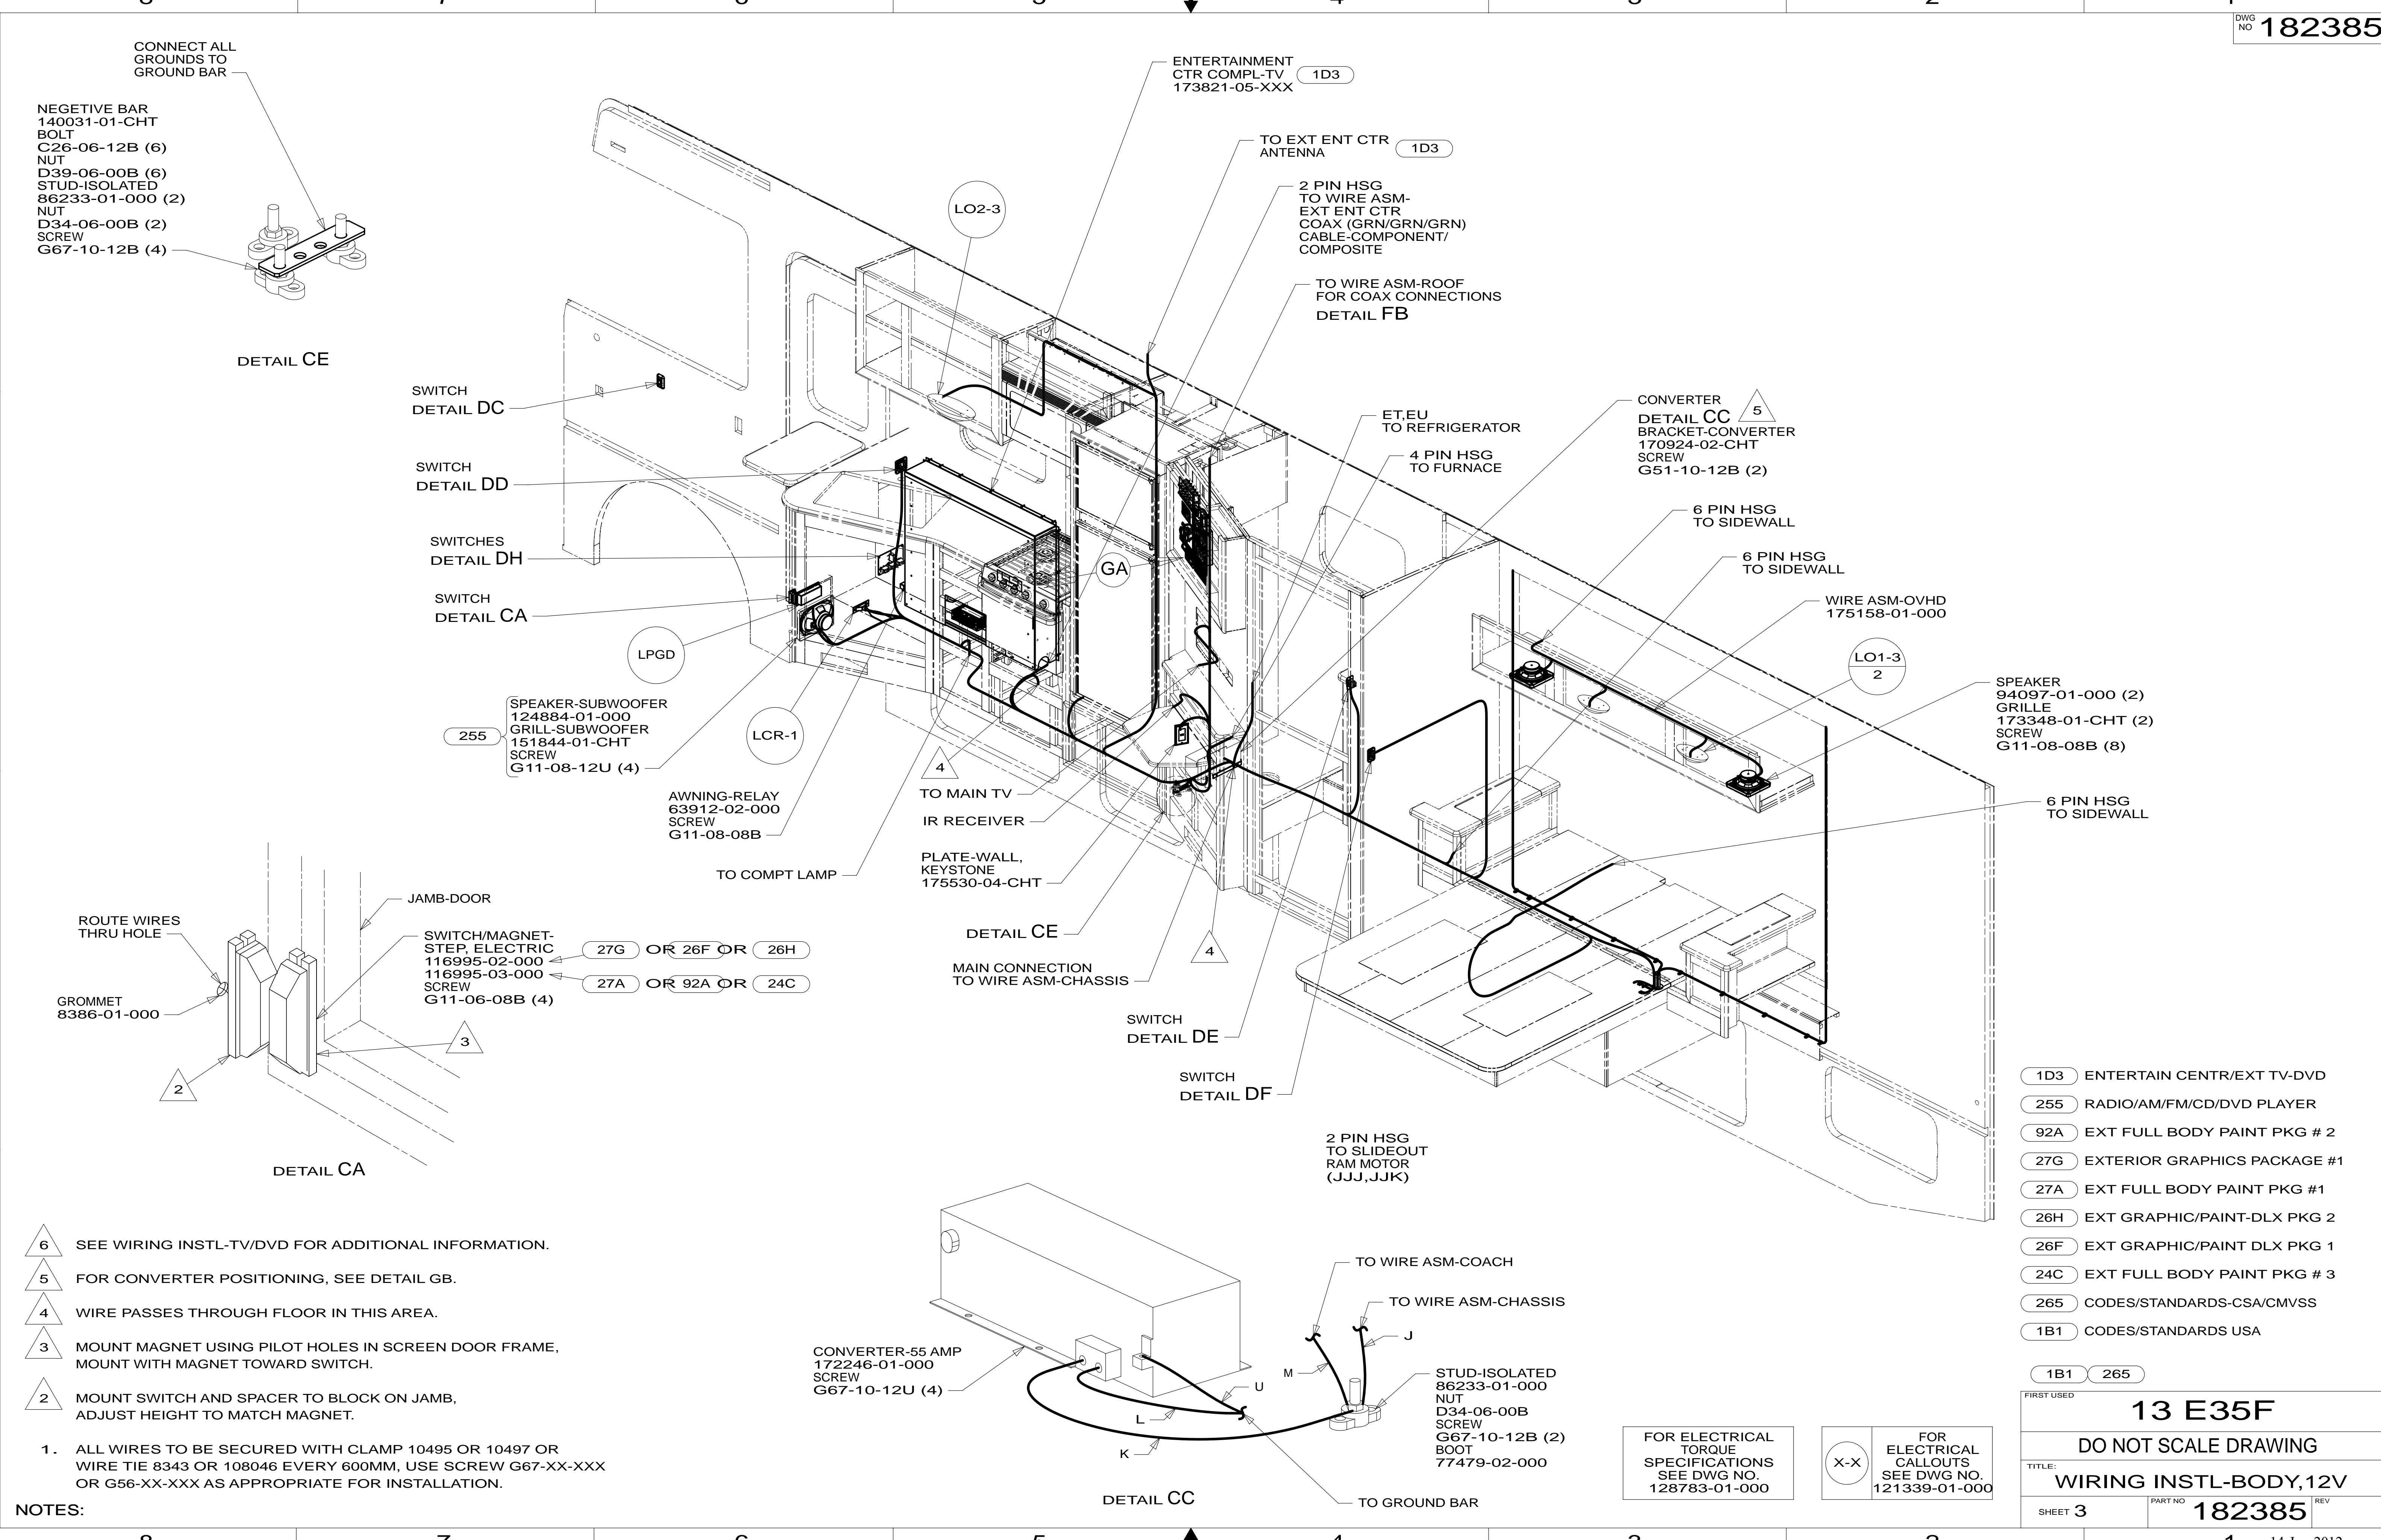 DWG
NO 182385
CONNECT ALL
GROUNDS TO
GROUND BAR
NEGETIVE BAR
140031-01-CHT
BOLT
C26-06-12B (6)
NUT
D39-06-00B (6)
STUD-ISOLATED
86233-01-000 (2)
NUT
D34-06-00B (2)
SCREW
G67-10-12B (4)
DETAIL CE
ENTERTAINMENT
CTR COMPL-TV
173821-05-XXX
1D3
TO EXT ENT CTR
ANTENNA
1D3
2 PIN HSG
TO WIRE ASM-
EXT ENT CTR
COAX (GRN/GRN/GRN)
CABLE-COMPONENT/
COMPOSITE
TO WIRE ASM-ROOF
FOR COAX CONNECTIONS
DETAIL FB
LO2-3
SWITCH
DETAIL DC
SWITCH
DETAIL DD
SWITCHES
DETAIL DH
SWITCH
DETAIL CA
LPGD
255
SPEAKER-SUBWOOFER
124884-01-000
GRILL-SUBWOOFER
151844-01-CHT
SCREW
G11-08-12U (4)
LCR-1
AWNING-RELAY
63912-02-000
SCREW
G11-08-08B
TO COMPT LAMP
GA
ET,EU
TO REFRIGERATOR
4 PIN HSG
TO FURNACE
CONVERTER
DETAIL CC
5
BRACKET-CONVERTER
170924-02-CHT
SCREW
G51-10-12B (2)
6 PIN HSG
TO SIDEWALL
6 PIN HSG
TO SIDEWALL
WIRE ASM-OVHD
175158-01-000
LO1-3
2
SPEAKER
94097-01-000 (2)
GRILLE
173348-01-CHT (2)
SCREW
G11-08-08B (8)
6 PIN HSG
TO SIDEWALL
4
TO MAIN TV
IR RECEIVER
PLATE-WALL,
KEYSTONE
175530-04-CHT
DETAIL CE
4
MAIN CONNECTION
TO WIRE ASM-CHASSIS
SWITCH
DETAIL DE
SWITCH
DETAIL DF
2 PIN HSG
TO SLIDEOUT
RAM MOTOR
(JJJ,JJK)
JAMB-DOOR
ROUTE WIRES
THRU HOLE
SWITCH/MAGNET-
STEP, ELECTRIC
116995-02-000
116995-03-000
SCREW
G11-06-08B (4)
27G OR 26F OR 26H
27A OR 92A OR 24C
GROMMET
8386-01-000
3
2
DETAIL CA
1D3 ENTERTAIN CENTR/EXT TV-DVD
255 RADIO/AM/FM/CD/DVD PLAYER
92A EXT FULL BODY PAINT PKG # 2
27G EXTERIOR GRAPHICS PACKAGE #1
27A EXT FULL BODY PAINT PKG #1
26H EXT GRAPHIC/PAINT-DLX PKG 2
26F EXT GRAPHIC/PAINT DLX PKG 1
24C EXT FULL BODY PAINT PKG # 3
265 CODES/STANDARDS-CSA/CMVSS
1B1 CODES/STANDARDS USA
1B1 265
6 SEE WIRING INSTL-TV/DVD FOR ADDITIONAL INFORMATION.
5 FOR CONVERTER POSITIONING, SEE DETAIL GB.
4 WIRE PASSES THROUGH FLOOR IN THIS AREA.
3 MOUNT MAGNET USING PILOT HOLES IN SCREEN DOOR FRAME,
MOUNT WITH MAGNET TOWARD SWITCH.
2 MOUNT SWITCH AND SPACER TO BLOCK ON JAMB,
ADJUST HEIGHT TO MATCH MAGNET.
1. ALL WIRES TO BE SECURED WITH CLAMP 10495 OR 10497 OR
WIRE TIE 8343 OR 108046 EVERY 600MM, USE SCREW G67-XX-XXX
OR G56-XX-XXX AS APPROPRIATE FOR INSTALLATION.
NOTES:
CONVERTER-55 AMP
172246-01-000
SCREW
G67-10-12U (4)
TO WIRE ASM-COACH
TO WIRE ASM-CHASSIS
J
M
U
L
K
STUD-ISOLATED
86233-01-000
NUT
D34-06-00B
SCREW
G67-10-12B (2)
BOOT
77479-02-000
TO GROUND BAR
DETAIL CC
FOR ELECTRICAL
TORQUE
SPECIFICATIONS
SEE DWG NO.
128783-01-000
X-X
FOR
ELECTRICAL
CALLOUTS
SEE DWG NO.
121339-01-000
FIRST USED
13 E35F
DO NOT SCALE DRAWING
TITLE:
WIRING INSTL-BODY,12V
SHEET 3
PART NO 182385
REV